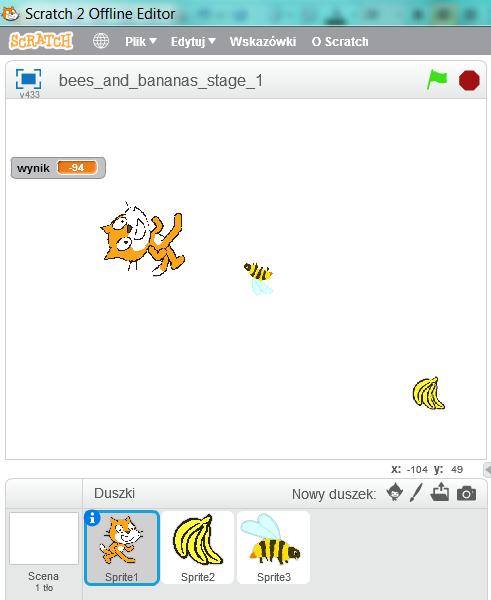 Scratch 2 Offline Editor
SCRATCH Plik Edytuj Wskazówki O Scratch
bees_and_bananas_stage_1
v433
wynik -94
x: -104 y: 49
Duszki Nowy duszek:
Scena
1 tło
Sprite1 Sprite2 Sprite3